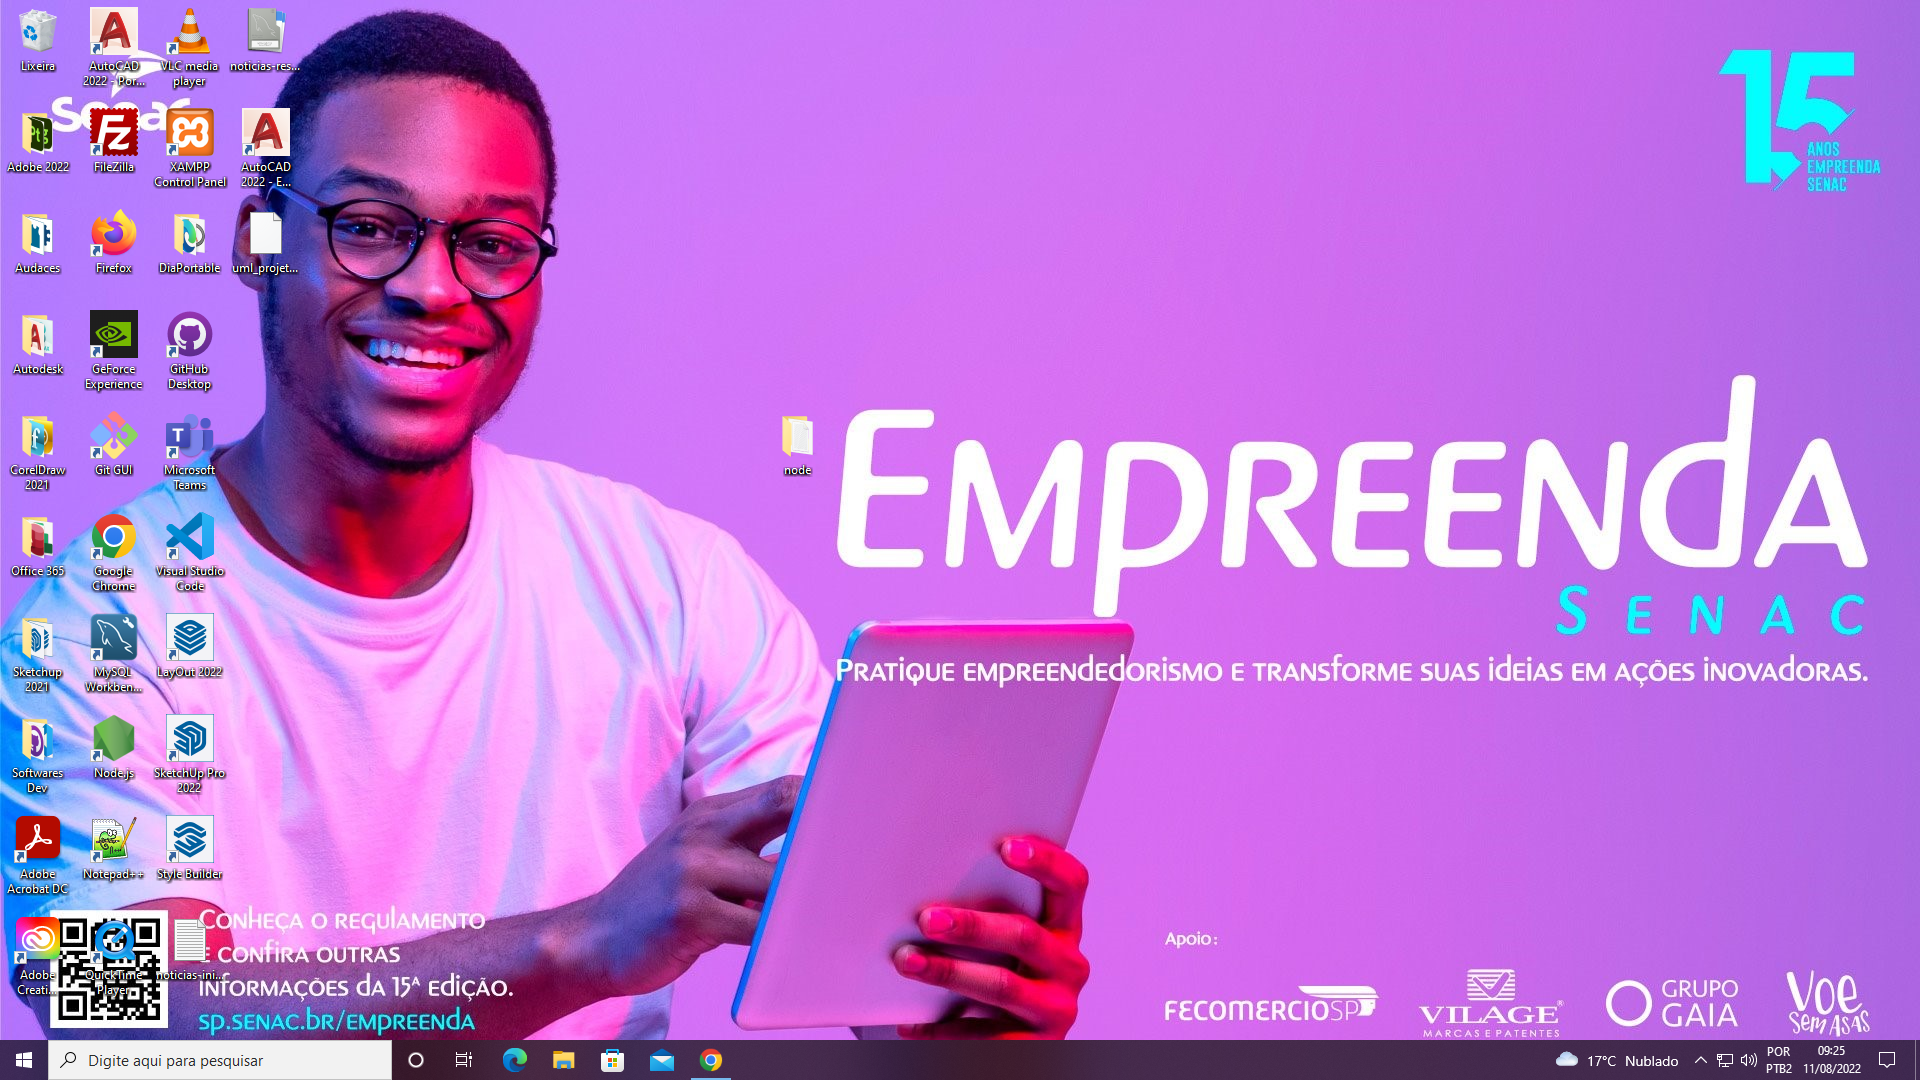 Lixeira
AutoCAD
2022 - Por...
VLC media
player
noticias-res...
Senac
Adobe 2022
FileZilla
XAMPP
Control Panel
AutoCAD
2022 - E...
Audaces
Firefox
DiaPortable
uml_projet...
Autodesk
GeForce
Experience
GitHub
Desktop
CorelDraw
2021
Git GUI
Microsoft
Teams
node
Office 365
Google
Chrome
Visual Studio
Code
Sketchup
2021
MySQL
Workben...
LayOut 2022
Softwares
Dev
Node.js
SketchUp Pro
2022
Adobe
Acrobat DC
Notepad++
Style Builder
Adobe
Creati...
QuickTime
Player
noticias-ini...
15
ANOS
EMPREENDA
SENAC
EMPREENdA
SENAC
PRATIQUE EMPREENDEDORISMO E TRANSFORME SUAS IDEIAS EM AÇÕES INOVADORAS.
CONHEÇA O REGULAMENTO
E CONFIRA OUTRAS
INFORMAÇÕES DA 15ª EDIÇÃO.
SP.SENAC.BR/EMPREENDA
Apoio:
FECOMERCIOSP
VILAGE®
MARCAS E PATENTES
GRUPO
GAIA
VOE
SEM ASAS
Digite aqui para pesquisar
17°C Nublado
POR
PTB2
09:25
11/08/2022